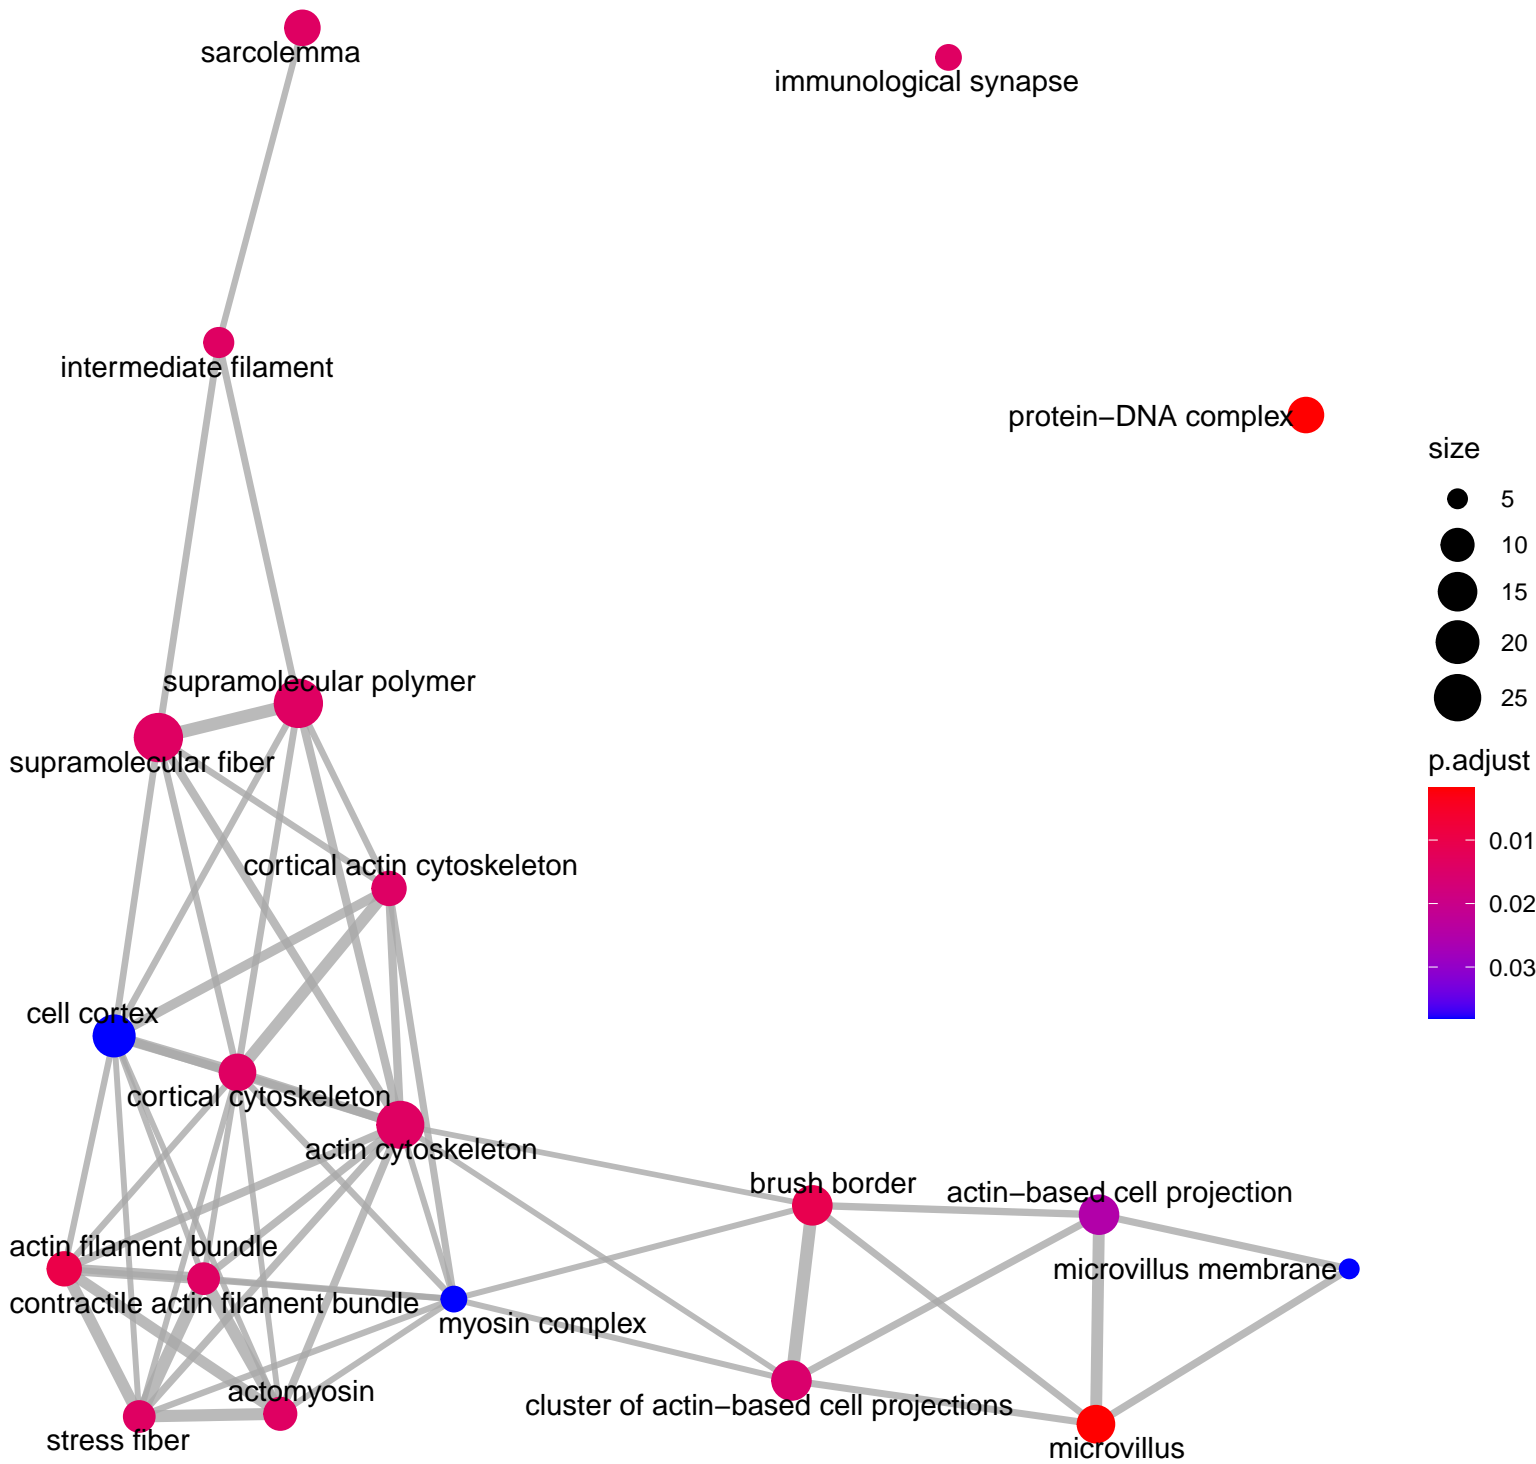 sarcolemma
immunological synapse
intermediate filament
protein−DNA complex
size
5
10
15
20
25
supramolecular polymer
supramolecular fiber
p.adjust
0.01
0.02
0.03
cortical actin cytoskeleton
cell cortex
cortical cytoskeleton
actin cytoskeleton
brush border
actin−based cell projection
actin filament bundle
microvillus membrane
contractile actin filament bundle
myosin complex
actomyosin
cluster of actin−based cell projections
stress fiber
microvillus